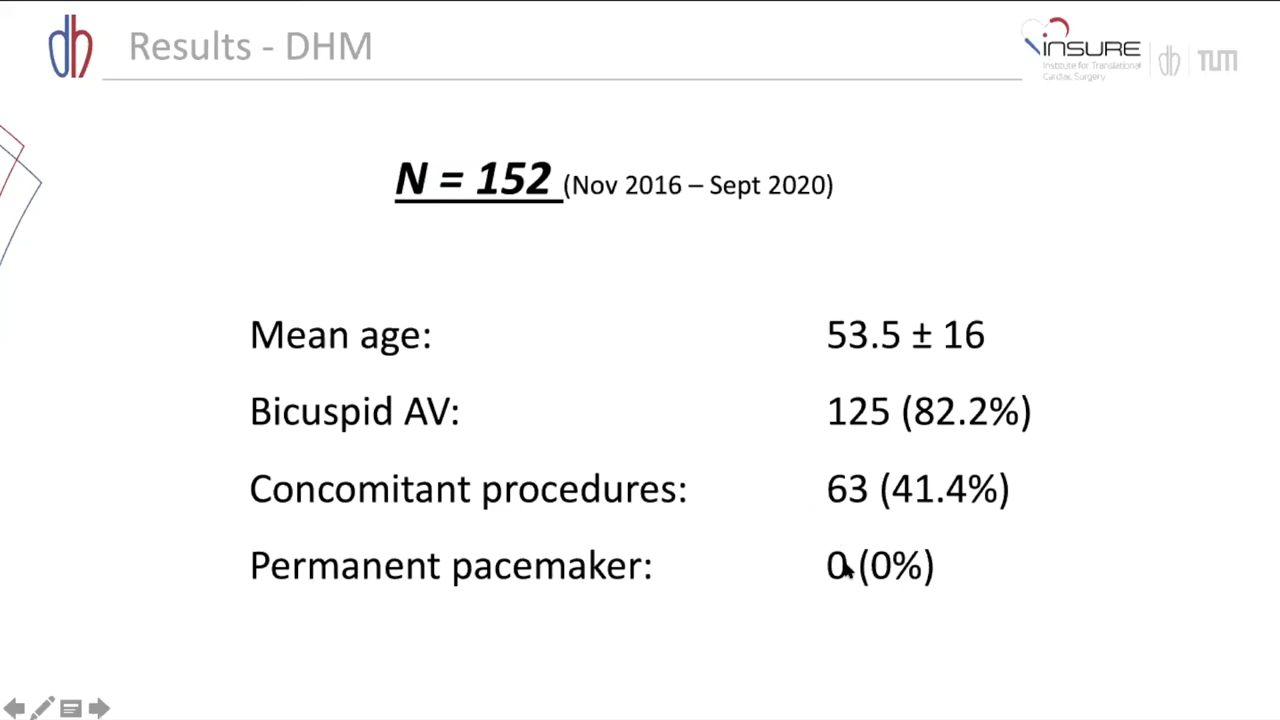 Results - DHM
INSURE
Institute for Translational
Cardiac Surgery
TUM
N = 152 (Nov 2016 – Sept 2020)
Mean age: 53.5 ± 16
Bicuspid AV: 125 (82.2%)
Concomitant procedures: 63 (41.4%)
Permanent pacemaker: 0 (0%)